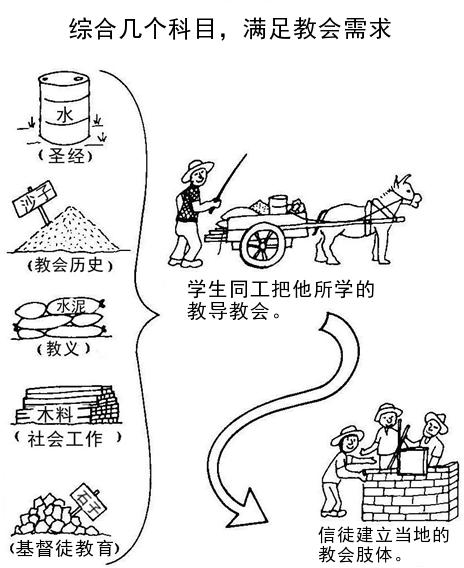 综合几个科目，满足教会需求
水
（圣经）
沙子
（教会历史）
水泥
（教义）
木料
（社会工作）
石子
（基督徒教育）
学生同工把他所学的
教导教会。
信徒建立当地的
教会肢体。